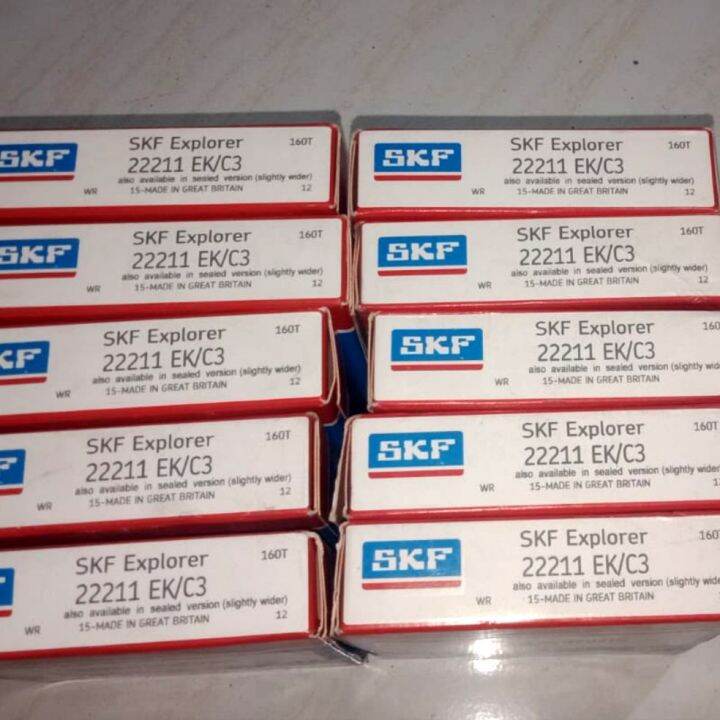 SKF SKF Explorer 160T
22211 EK/C3
also available in sealed version (slightly wider)
WR 15-MADE IN GREAT BRITAIN 12
SKF SKF Explorer 160T
22211 EK/C3
also available in sealed version (slightly wider)
WR 15-MADE IN GREAT BRITAIN 12
SKF SKF Explorer 160T
22211 EK/C3
also available in sealed version (slightly wider)
WR 15-MADE IN GREAT BRITAIN 12
SKF SKF Explorer 160T
22211 EK/C3
also available in sealed version (slightly wider)
WR 15-MADE IN GREAT BRITAIN 12
SKF SKF Explorer 160T
22211 EK/C3
also available in sealed version (slightly wider)
WR 15-MADE IN GREAT BRITAIN 12
SKF SKF Explorer 160T
22211 EK/C3
also available in sealed version (slightly wider)
WR 15-MADE IN GREAT BRITAIN
F SKF Explorer 160T
22211 EK/C3
also available in sealed version (slightly wider)
WR 15-MADE IN GREAT BRITAIN 12
SKF SKF Explorer 160T
22211 EK/C3
also available in sealed version (slightly wider)
WR 15-MADE IN GREAT BRITAIN
SKF Explorer 160T
22211 EK/C3
also available in sealed version (slightly wider)
WR 15-MADE IN GREAT BRITAIN 12
SKF SKF Explorer 160T
22211 EK/C3
also available in sealed version (slightly wider)
WR 15-MADE IN GREAT BRITAIN